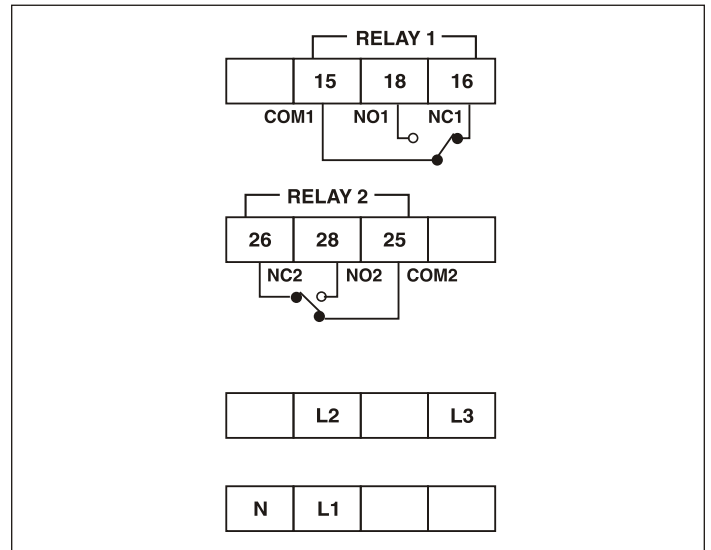 RELAY 1
15 18 16
COM1 NO1 NC1
RELAY 2
26 28 25
NC2 NO2 COM2
L2 L3
N L1